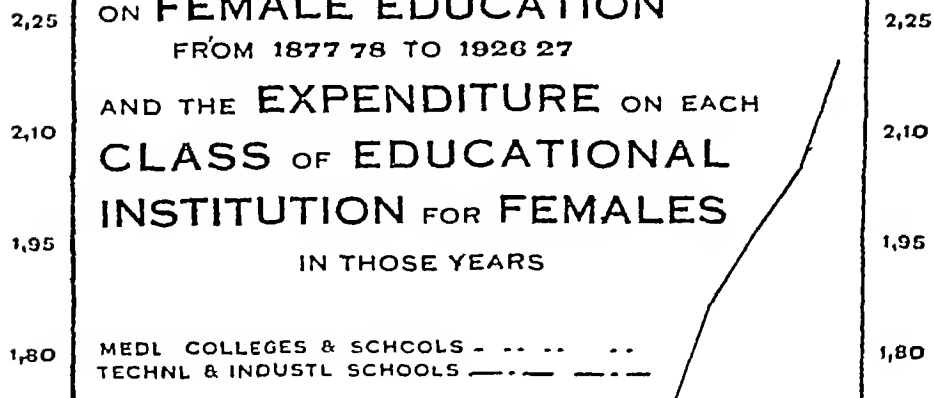 ON FEMALE EDUCATION
FROM 1877 78 TO 1926 27
AND THE EXPENDITURE ON EACH
CLASS OF EDUCATIONAL
INSTITUTION FOR FEMALES
IN THOSE YEARS
MEDL COLLEGES & SCHCOLS
TECHNL & INDUSTL SCHOOLS
2,25 2,25
2,10 2,10
1,95 1,95
1,80 1,80